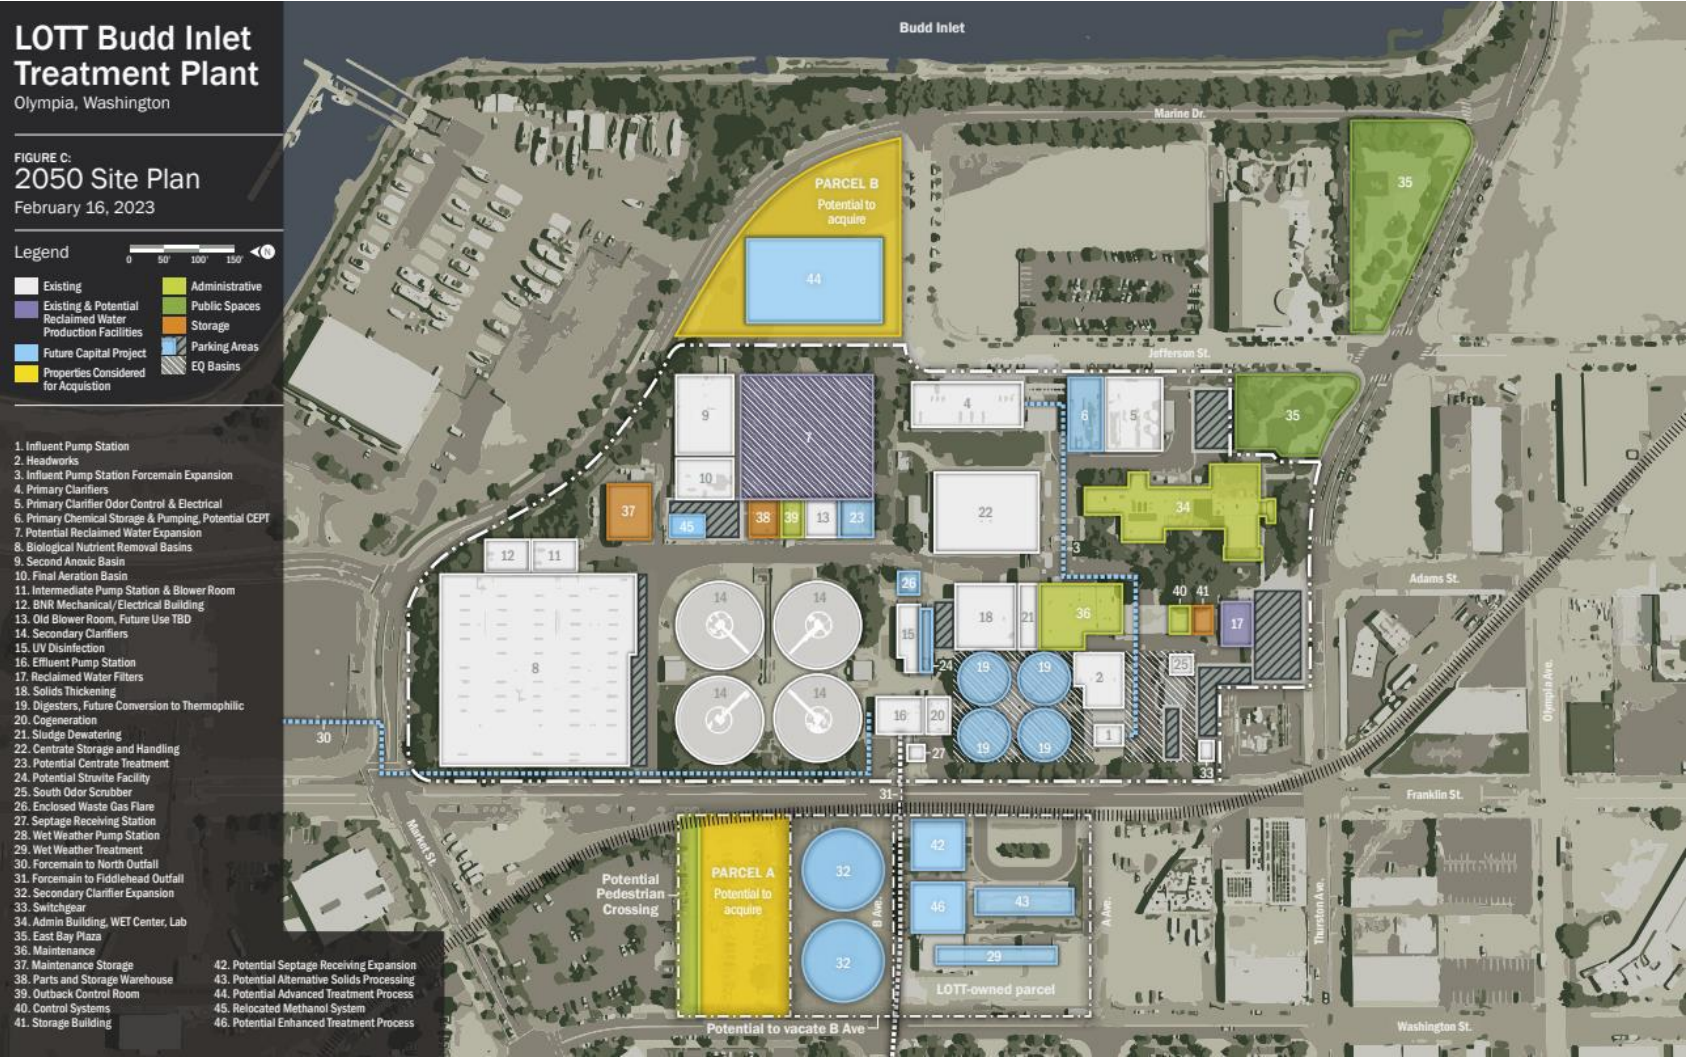 LOTT Budd Inlet
Treatment Plant
Olympia, Washington
FIGURE C:
2050 Site Plan
February 16, 2023
Legend
0 50' 100' 150'
N
Existing
Existing & Potential
Reclaimed Water
Production Facilities
Future Capital Project
Properties Considered
for Acquistion
Administrative
Public Spaces
Storage
Parking Areas
EQ Basins
1. Influent Pump Station
2. Headworks
3. Influent Pump Station Forcemain Expansion
4. Primary Clarifiers
5. Primary Clarifier Odor Control & Electrical
6. Primary Chemical Storage & Pumping, Potential CEPT
7. Potential Reclaimed Water Expansion
8. Biological Nutrient Removal Basins
9. Second Anoxic Basin
10. Final Aeration Basin
11. Intermediate Pump Station & Blower Room
12. BNR Mechanical/Electrical Building
13. Old Blower Room, Future Use TBD
14. Secondary Clarifiers
15. UV Disinfection
16. Effluent Pump Station
17. Reclaimed Water Filters
18. Solids Thickening
19. Digesters, Future Conversion to Thermophilic
20. Cogeneration
21. Sludge Dewatering
22. Centrate Storage and Handling
23. Potential Centrate Treatment
24. Potential Struvite Facility
25. South Odor Scrubber
26. Enclosed Waste Gas Flare
27. Septage Receiving Station
28. Wet Weather Pump Station
29. Wet Weather Treatment
30. Forcemain to North Outfall
31. Forcemain to Fiddlehead Outfall
32. Secondary Clarifier Expansion
33. Switchgear
34. Admin Building, WET Center, Lab
35. East Bay Plaza
36. Maintenance
37. Maintenance Storage
38. Parts and Storage Warehouse
39. Outback Control Room
40. Control Systems
41. Storage Building
42. Potential Septage Receiving Expansion
43. Potential Alternative Solids Processing
44. Potential Advanced Treatment Process
45. Relocated Methanol System
46. Potential Enhanced Treatment Process
Budd Inlet
Marine Dr.
PARCEL B
Potential to
acquire
35
44
Jefferson St.
9
7
4
6
5
35
10
37
45
38
39
13
23
22
34
3
12
11
Adams St.
26
14
14
40
41
15
18
21
36
17
8
24
19
19
2
25
14
14
16
20
19
19
1
30
27
33
31
Franklin St.
Market St.
Olympia Ave.
Thurston Ave.
A Ave.
B Ave.
42
32
PARCEL A
Potential to
acquire
Potential
Pedestrian
Crossing
46
43
32
29
LOTT-owned parcel
Potential to vacate B Ave
Washington St.